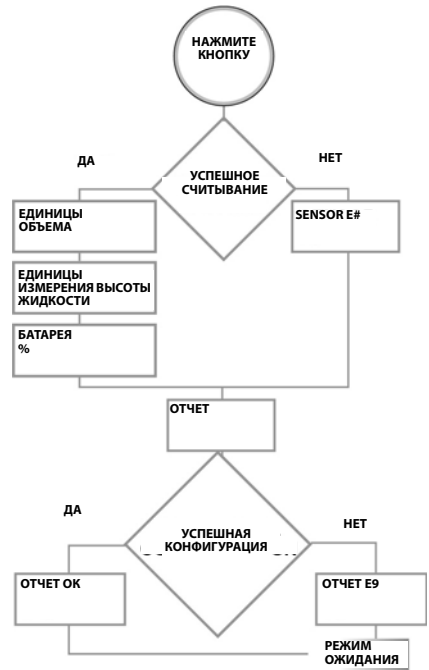 НАЖМИТЕ
КНОПКУ
ДА
НЕТ
УСПЕШНОЕ
СЧИТЫВАНИЕ
ЕДИНИЦЫ
ОБЪЕМА
SENSOR E#
ЕДИНИЦЫ
ИЗМЕРЕНИЯ ВЫСОТЫ
ЖИДКОСТИ
БАТАРЕЯ
%
ОТЧЕТ
ДА
НЕТ
УСПЕШНАЯ
КОНФИГУРАЦИЯ
ОТЧЕТ ОК
ОТЧЕТ E9
РЕЖИМ
ОЖИДАНИЯ